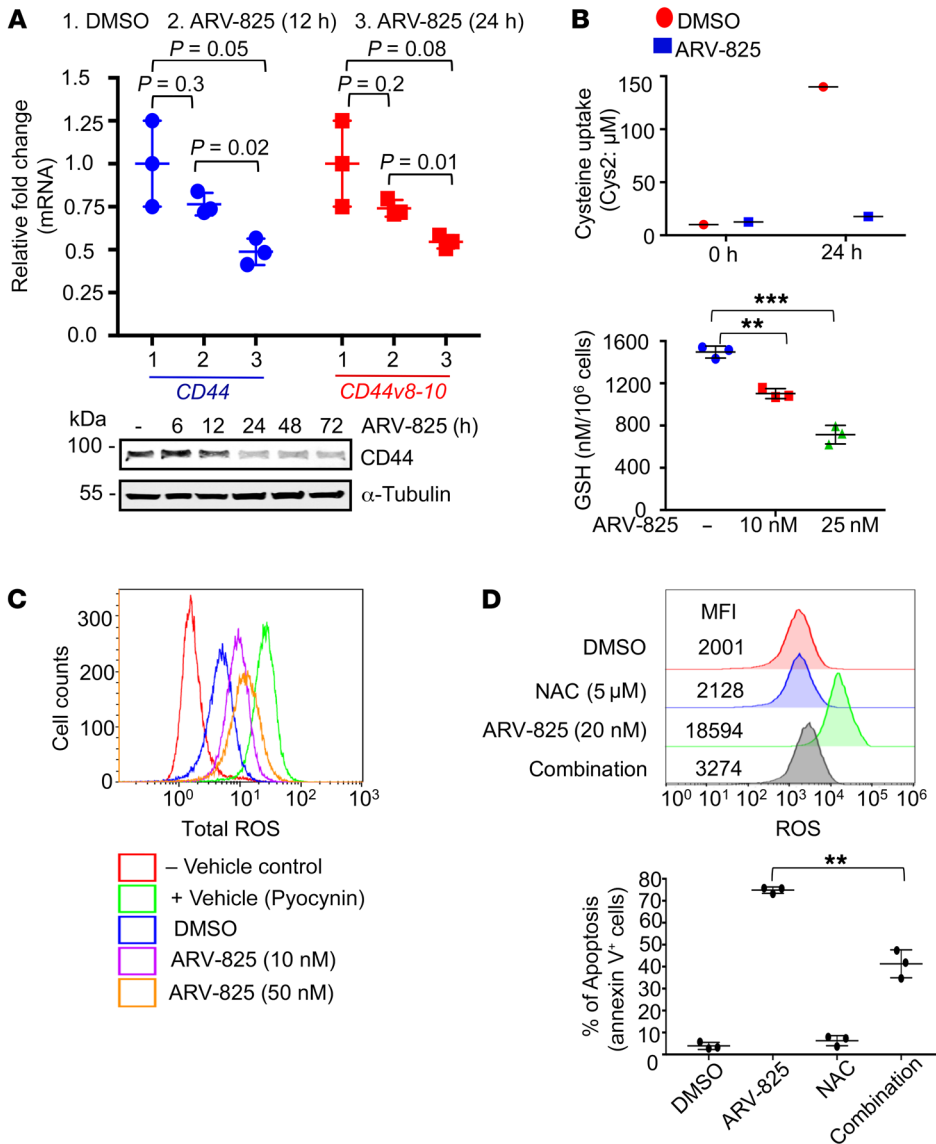 A
1. DMSO 2. ARV-825 (12 h) 3. ARV-825 (24 h)
P = 0.05
P = 0.08
P = 0.3
P = 0.2
P = 0.02
P = 0.01
Relative fold change
(mRNA)
1.5
1.25
1.0
0.75
0.5
0.25
0.0
1 2 3 1 2 3
CD44 CD44v8-10
kDa - 6 12 24 48 72 ARV-825 (h)
100 - CD44
55 - α-Tubulin
B
DMSO
ARV-825
Cysteine uptake
(Cys2: μM)
150
100
50
0
0 h 24 h
***
**
GSH (nM/10⁶ cells)
1600
1200
800
400
0
ARV-825 – 10 nM 25 nM
C
Cell counts
300
200
100
0
10⁰ 10¹ 10² 10³
Total ROS
– Vehicle control
+ Vehicle (Pyocynin)
DMSO
ARV-825 (10 nM)
ARV-825 (50 nM)
D
MFI
DMSO 2001
NAC (5 μM) 2128
ARV-825 (20 nM) 18594
Combination 3274
10⁰ 10¹ 10² 10³ 10⁴ 10⁵ 10⁶
ROS
**
% of Apoptosis
(annexin V⁺ cells)
80
70
60
50
40
30
20
10
0
DMSO
ARV-825
NAC
Combination